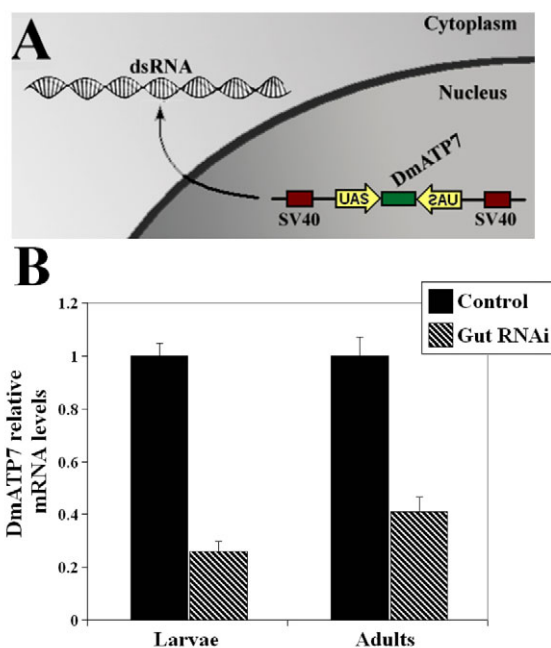 A
Cytoplasm
dsRNA
Nucleus
DmATP7
UAS
UAS
SV40
SV40
B
Control
Gut RNAi
1.2
1
0.8
0.6
0.4
0.2
0
DmATP7 relative
mRNA levels
Larvae
Adults